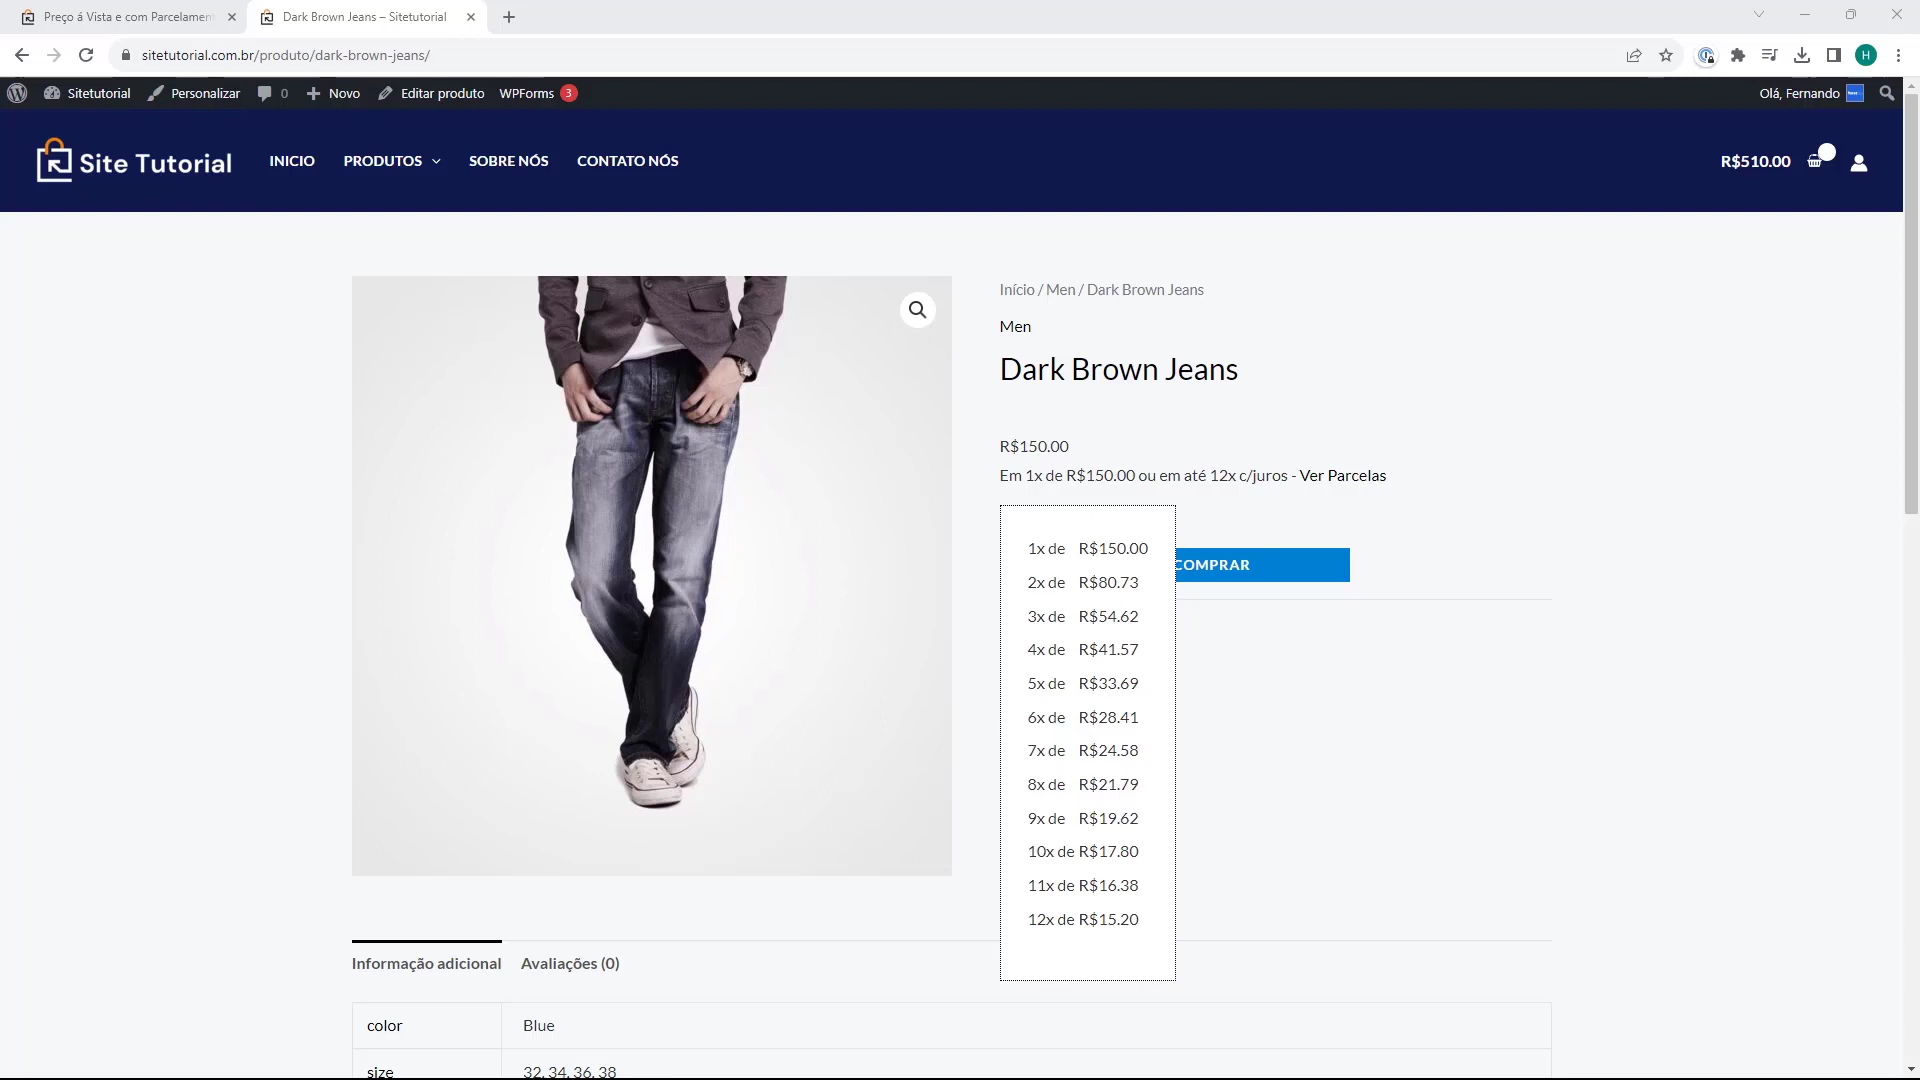 Preço á Vista e com Parcelamen
Dark Brown Jeans – Sitetutorial
sitetutorial.com.br/produto/dark-brown-jeans/
H
Sitetutorial
Personalizar
0
Novo
Editar produto
WPForms 3
Olá, Fernando
Site Tutorial
INICIO
PRODUTOS
SOBRE NÓS
CONTATO NÓS
R$510.00
Início / Men / Dark Brown Jeans
Men
Dark Brown Jeans
R$150.00
Em 1x de R$150.00 ou em até 12x c/juros - Ver Parcelas
1x de R$150.00
COMPRAR
2x de R$80.73
3x de R$54.62
4x de R$41.57
5x de R$33.69
6x de R$28.41
7x de R$24.58
8x de R$21.79
9x de R$19.62
10x de R$17.80
11x de R$16.38
12x de R$15.20
Informação adicional
Avaliações (0)
color Blue
size 32, 34, 36, 38